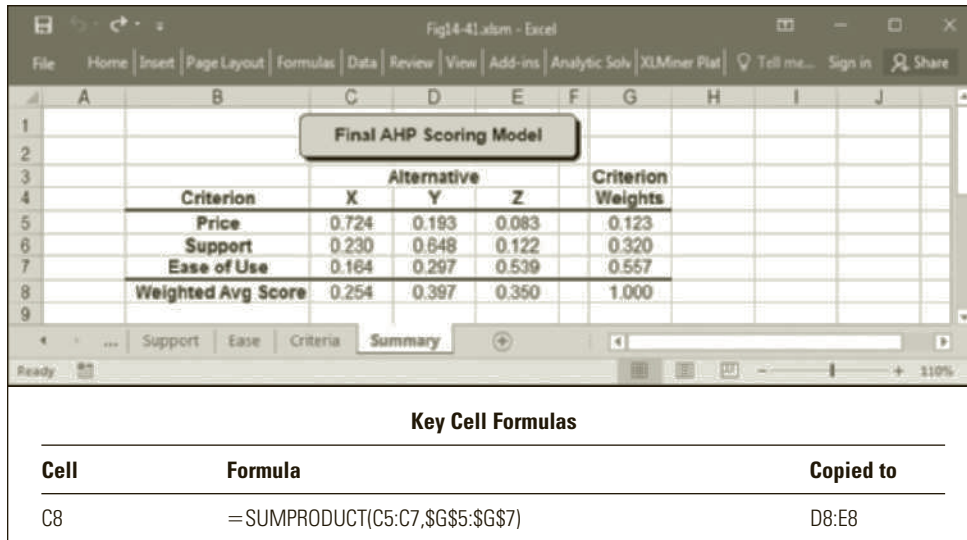 Fig14-41.xlsm - Excel
File Home Insert Page Layout Formulas Data Review View Add-ins Analytic Solv XLMiner Plat Tell me... Sign in Share
A B C D E F G H I J
1 Final AHP Scoring Model
2
3 Alternative Criterion
4 Criterion X Y Z Weights
5 Price 0.724 0.193 0.083 0.123
6 Support 0.230 0.648 0.122 0.320
7 Ease of Use 0.164 0.297 0.539 0.557
8 Weighted Avg Score 0.254 0.397 0.350 1.000
9
... Support Ease Criteria Summary
Ready 110%
Key Cell Formulas
Cell Formula Copied to
C8 =SUMPRODUCT(C5:C7,$G$5:$G$7) D8:E8